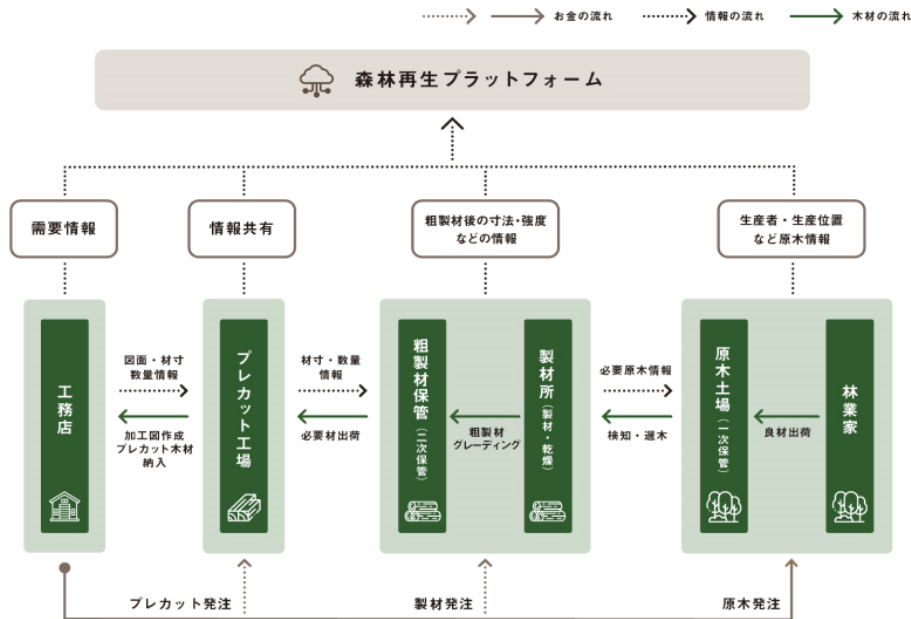 お金の流れ
情報の流れ
木材の流れ
森林再生プラットフォーム
需要情報
情報共有
粗製材後の寸法・強度
などの情報
生産者・生産位置
など原木情報
工務店
図面・材寸
数量情報
加工図作成
プレカット木材
納入
プレカット工場
材寸・数量
情報
必要材出荷
粗製材保管（二次保管）
粗製材
グレーディング
製材所（製材・乾燥）
必要原木情報
検知・選木
原木土場（一次保管）
良材出荷
林業家
プレカット発注
製材発注
原木発注